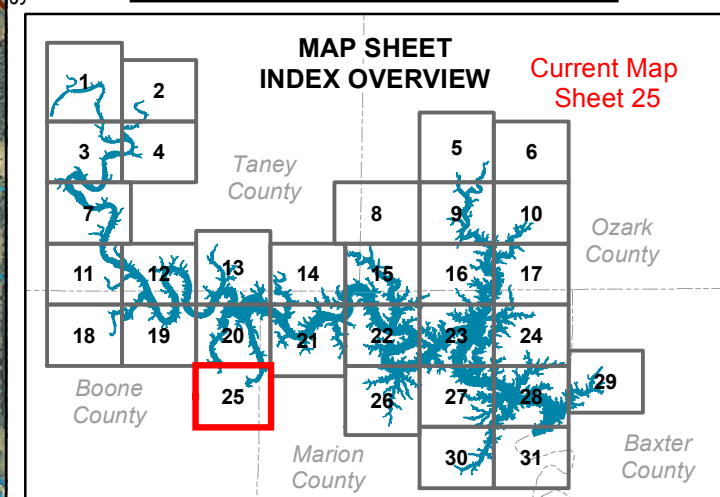 MAP SHEET
INDEX OVERVIEW
Current Map
Sheet 25
1
2
3
4
5
6
Taney
County
7
8
9
10
Ozark
County
11
12
13
14
15
16
17
18
19
20
21
22
23
24
Boone
County
25
26
27
28
29
Marion
County
30
31
Baxter
County